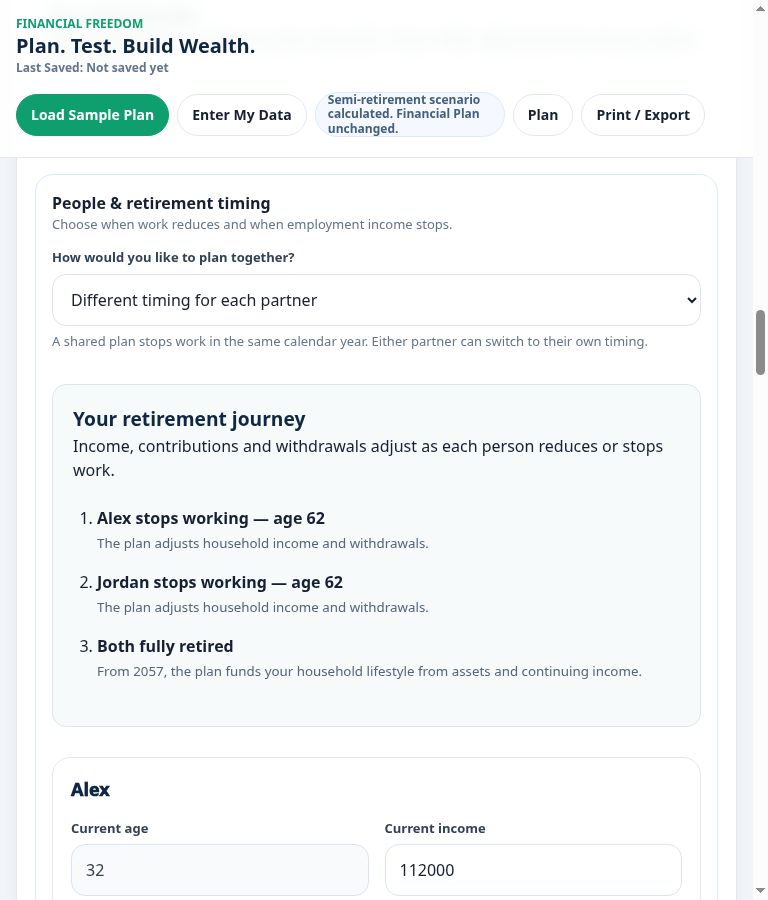 FINANCIAL FREEDOM
Plan. Test. Build Wealth.
Last Saved: Not saved yet
Load Sample Plan
Enter My Data
Semi-retirement scenario
calculated. Financial Plan
unchanged.
Plan
Print / Export
People & retirement timing
Choose when work reduces and when employment income stops.
How would you like to plan together?
Different timing for each partner
A shared plan stops work in the same calendar year. Either partner can switch to their own timing.
Your retirement journey
Income, contributions and withdrawals adjust as each person reduces or stops
work.
1. Alex stops working — age 62
The plan adjusts household income and withdrawals.
2. Jordan stops working — age 62
The plan adjusts household income and withdrawals.
3. Both fully retired
From 2057, the plan funds your household lifestyle from assets and continuing income.
Alex
Current age
Current income
32
112000